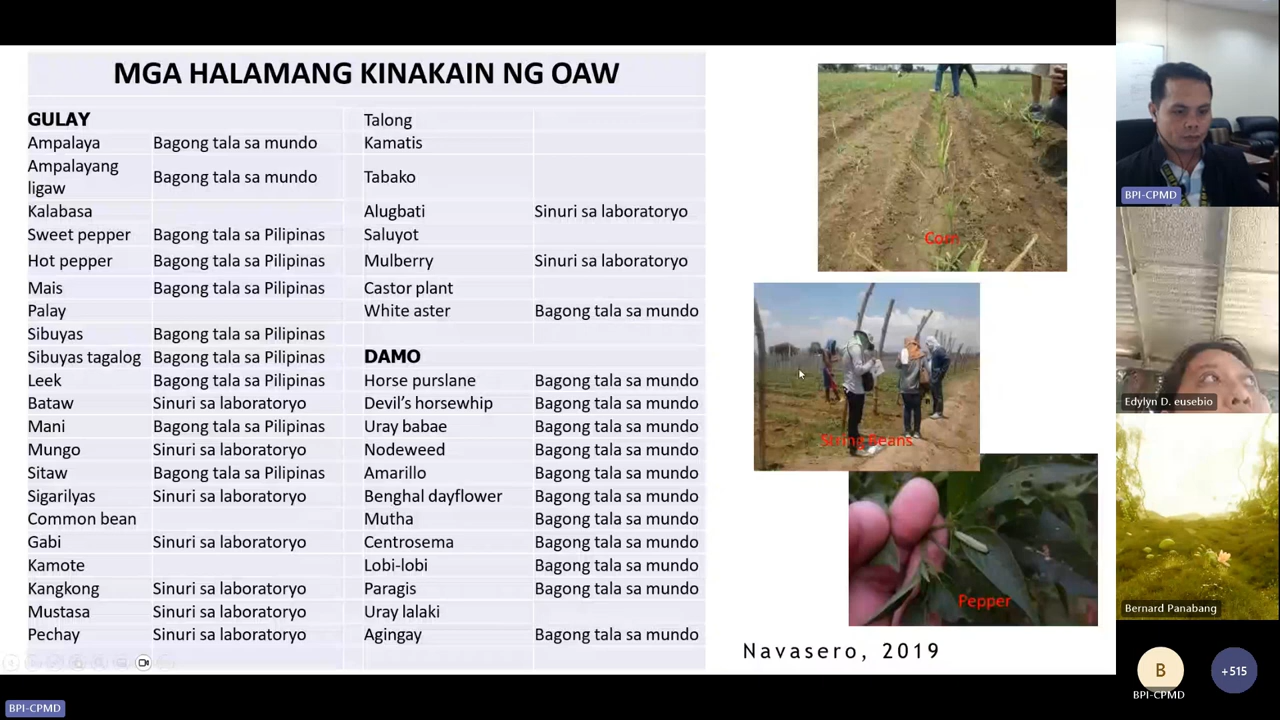 MGA HALAMANG KINAKAIN NG OAW
GULAY
Ampalaya Bagong tala sa mundo
Ampalayang ligaw Bagong tala sa mundo
Kalabasa
Sweet pepper Bagong tala sa Pilipinas
Hot pepper Bagong tala sa Pilipinas
Mais Bagong tala sa Pilipinas
Palay
Sibuyas Bagong tala sa Pilipinas
Sibuyas tagalog Bagong tala sa Pilipinas
Leek Bagong tala sa Pilipinas
Bataw Sinuri sa laboratoryo
Mani Bagong tala sa Pilipinas
Mungo Sinuri sa laboratoryo
Sitaw Bagong tala sa Pilipinas
Sigarilyas Sinuri sa laboratoryo
Common bean
Gabi Sinuri sa laboratoryo
Kamote
Kangkong Sinuri sa laboratoryo
Mustasa Sinuri sa laboratoryo
Pechay Sinuri sa laboratoryo
Talong
Kamatis
Tabako
Alugbati Sinuri sa laboratoryo
Saluyot
Mulberry Sinuri sa laboratoryo
Castor plant
White aster Bagong tala sa mundo
DAMO
Horse purslane Bagong tala sa mundo
Devil's horsewhip Bagong tala sa mundo
Uray babae Bagong tala sa mundo
Nodeweed Bagong tala sa mundo
Amarillo Bagong tala sa mundo
Benghal dayflower Bagong tala sa mundo
Mutha Bagong tala sa mundo
Centrosema Bagong tala sa mundo
Lobi-lobi Bagong tala sa mundo
Paragis Bagong tala sa mundo
Uray lalaki
Agingay Bagong tala sa mundo
Corn
String Beans
Pepper
Navasero, 2019
BPI-CPMD
Edylyn D. eusebio
Bernard Panabang
B
BPI-CPMD
+515
BPI-CPMD